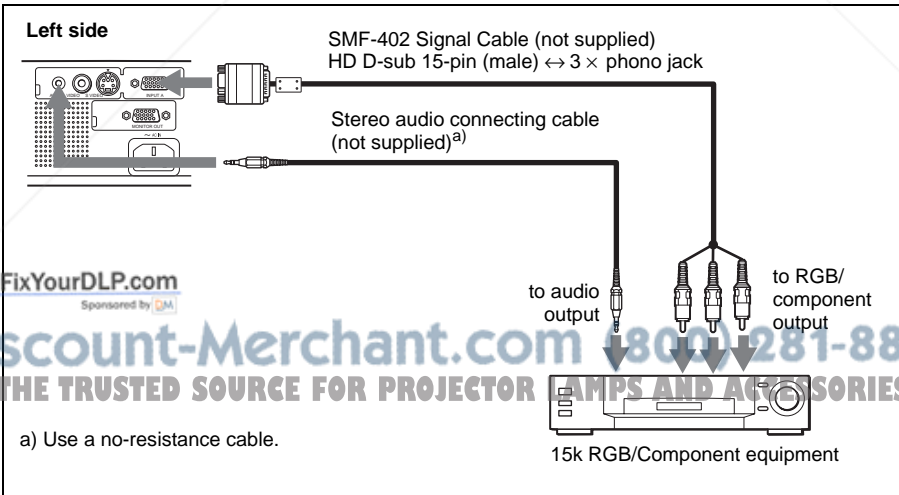 Left side
SMF-402 Signal Cable (not supplied)
HD D-sub 15-pin (male) ↔ 3 × phono jack
VIDEO
S VIDEO
INPUT A
MONITOR OUT
AC IN
Stereo audio connecting cable
(not supplied)a)
FixYourDLP.com
Sponsored by DM
to audio
output
to RGB/
component
output
scount-Merchant.com (800) 281-88
THE TRUSTED SOURCE FOR PROJECTOR LAMPS AND ACCESSORIES
a) Use a no-resistance cable.
15k RGB/Component equipment